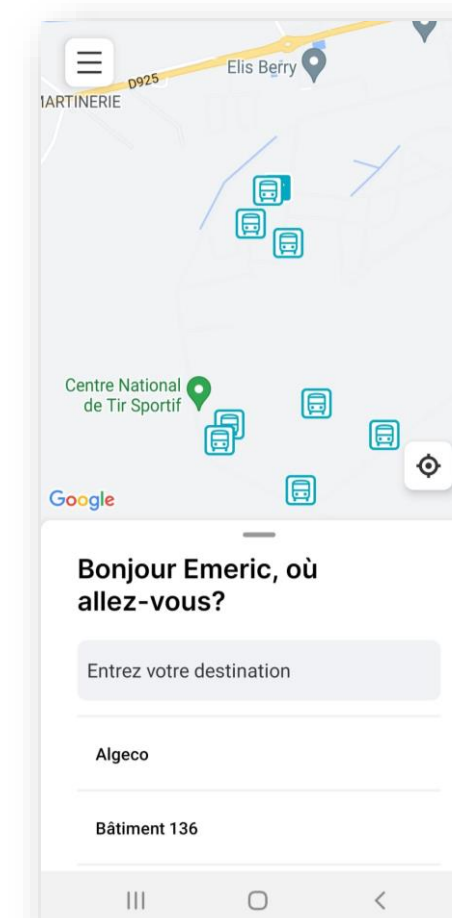 D925
Elis Berry
IARTINERIE
Centre National
de Tir Sportif
Google
Bonjour Emeric, où
allez-vous?
Entrez votre destination
Algeco
Bâtiment 136